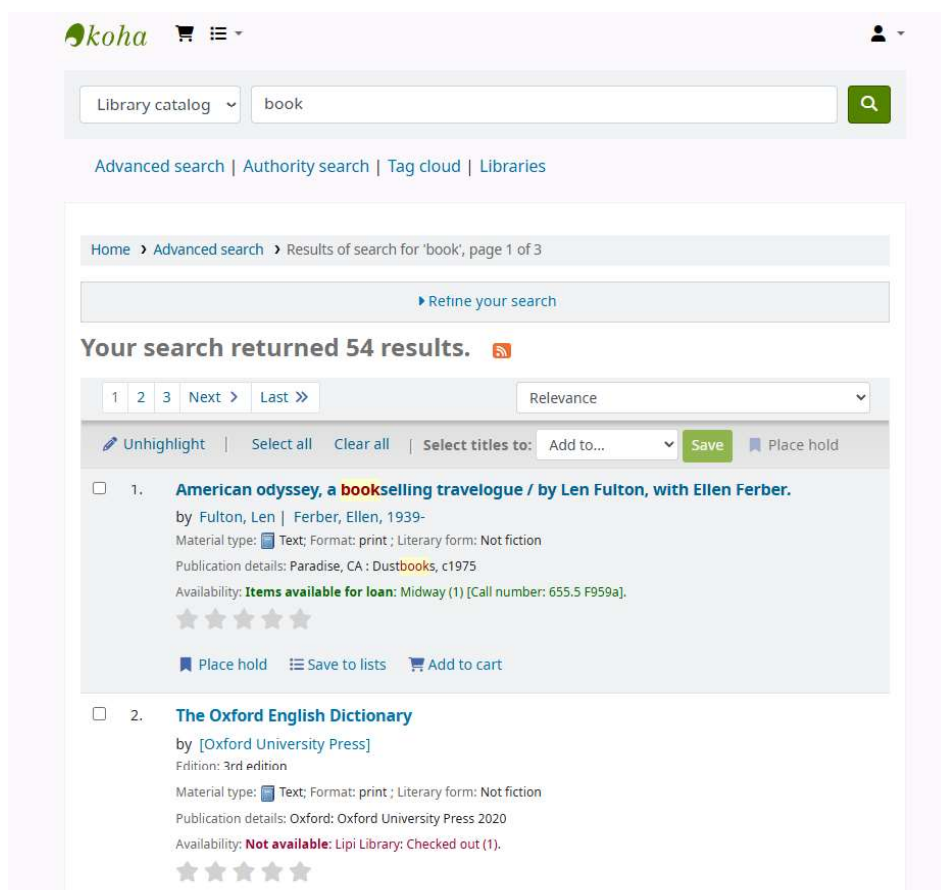 koha
Library catalog book
Advanced search | Authority search | Tag cloud | Libraries
Home Advanced search Results of search for 'book', page 1 of 3
Refine your search
Your search returned 54 results.
1 2 3 Next Last Relevance
Unhighlight | Select all Clear all | Select titles to: Add to... Save Place hold
1. American odyssey, a bookselling travelogue / by Len Fulton, with Ellen Ferber.
by Fulton, Len | Ferber, Ellen, 1939-
Material type: Text; Format: print ; Literary form: Not fiction
Publication details: Paradise, CA : Dustbooks, c1975
Availability: Items available for loan: Midway (1) [Call number: 655.5 F959a].
Place hold Save to lists Add to cart
2. The Oxford English Dictionary
by [Oxford University Press]
Edition: 3rd edition
Material type: Text; Format: print ; Literary form: Not fiction
Publication details: Oxford: Oxford University Press 2020
Availability: Not available: Lipi Library: Checked out (1).